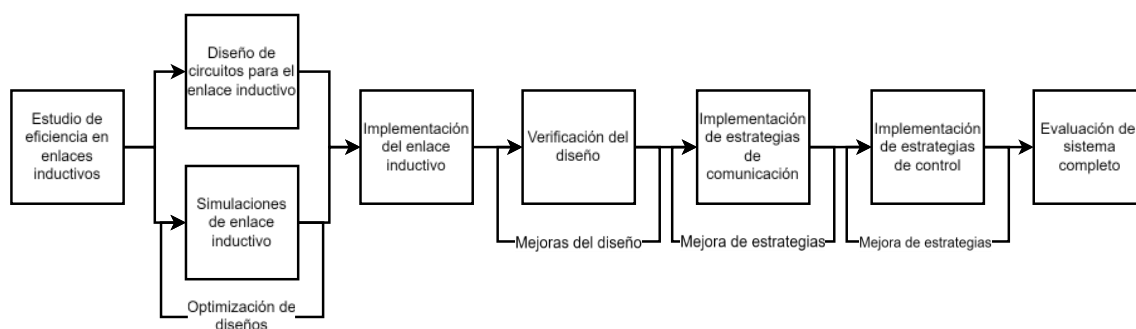 Estudio de
eficiencia en
enlaces
inductivos
Diseño de
circuitos para el
enlace inductivo
Simulaciones
de enlace
inductivo
Optimización de
diseños
Implementación
del enlace
inductivo
Verificación del
diseño
Mejoras del diseño
Implementación
de estrategias
de
comunicación
Mejora de estrategias
Implementación
de estrategias
de control
Mejora de estrategias
Evaluación de
sistema
completo